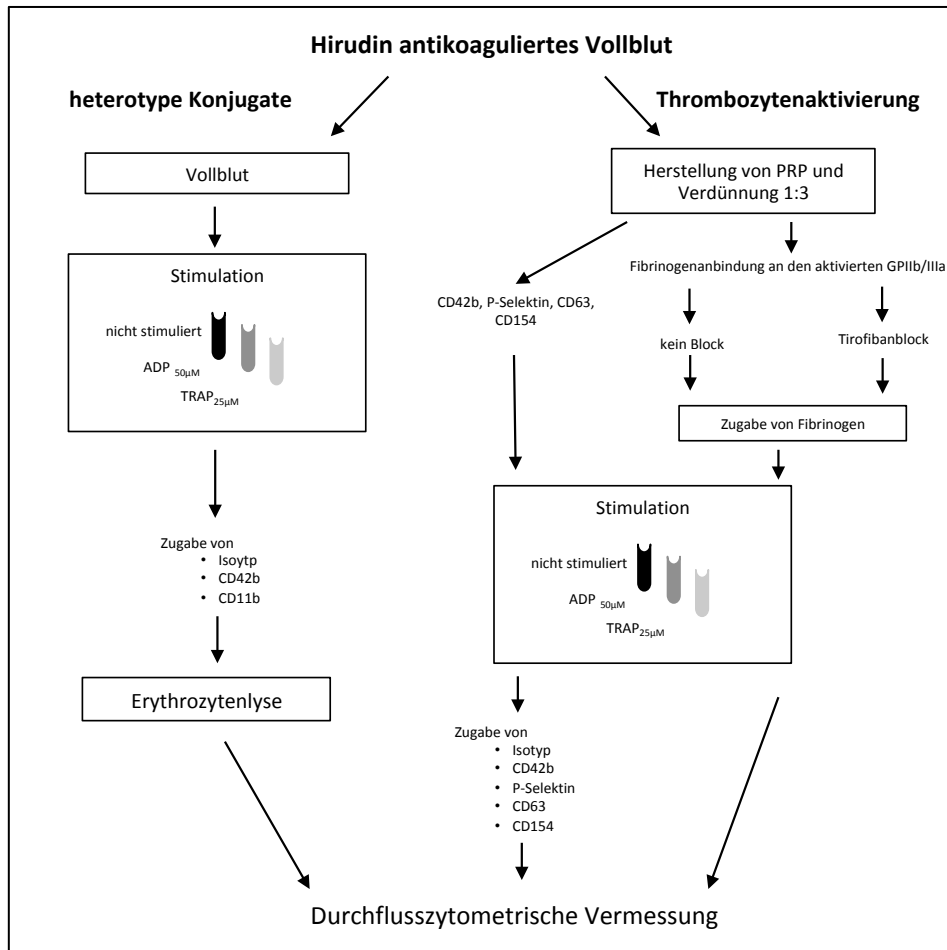 Hirudin antikoaguliertes Vollblut
heterotype Konjugate
Vollblut
Stimulation
nicht stimuliert
ADP 50µM
TRAP25µM
Zugabe von
• Isoytp
• CD42b
• CD11b
Erythrozytenlyse
Thrombozytenaktivierung
Herstellung von PRP und
Verdünnung 1:3
CD42b, P-Selektin, CD63,
CD154
Fibrinogenanbindung an den aktivierten GPIIb/IIIa
kein Block
Tirofibanblock
Zugabe von Fibrinogen
Stimulation
nicht stimuliert
ADP 50µM
TRAP25µM
Zugabe von
• Isotyp
• CD42b
• P-Selektin
• CD63
• CD154
Durchflusszytometrische Vermessung